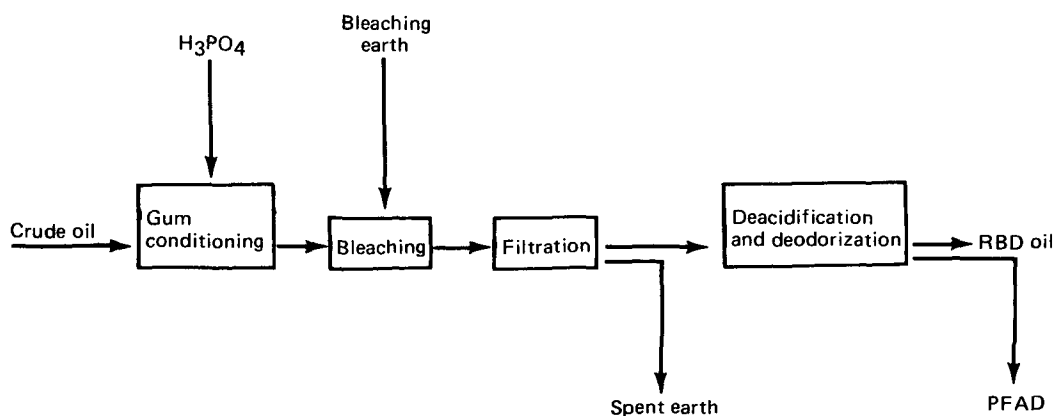 H₃PO₄
Bleaching
earth
Crude oil
Gum
conditioning
Bleaching
Filtration
Deacidification
and deodorization
RBD oil
Spent earth
PFAD